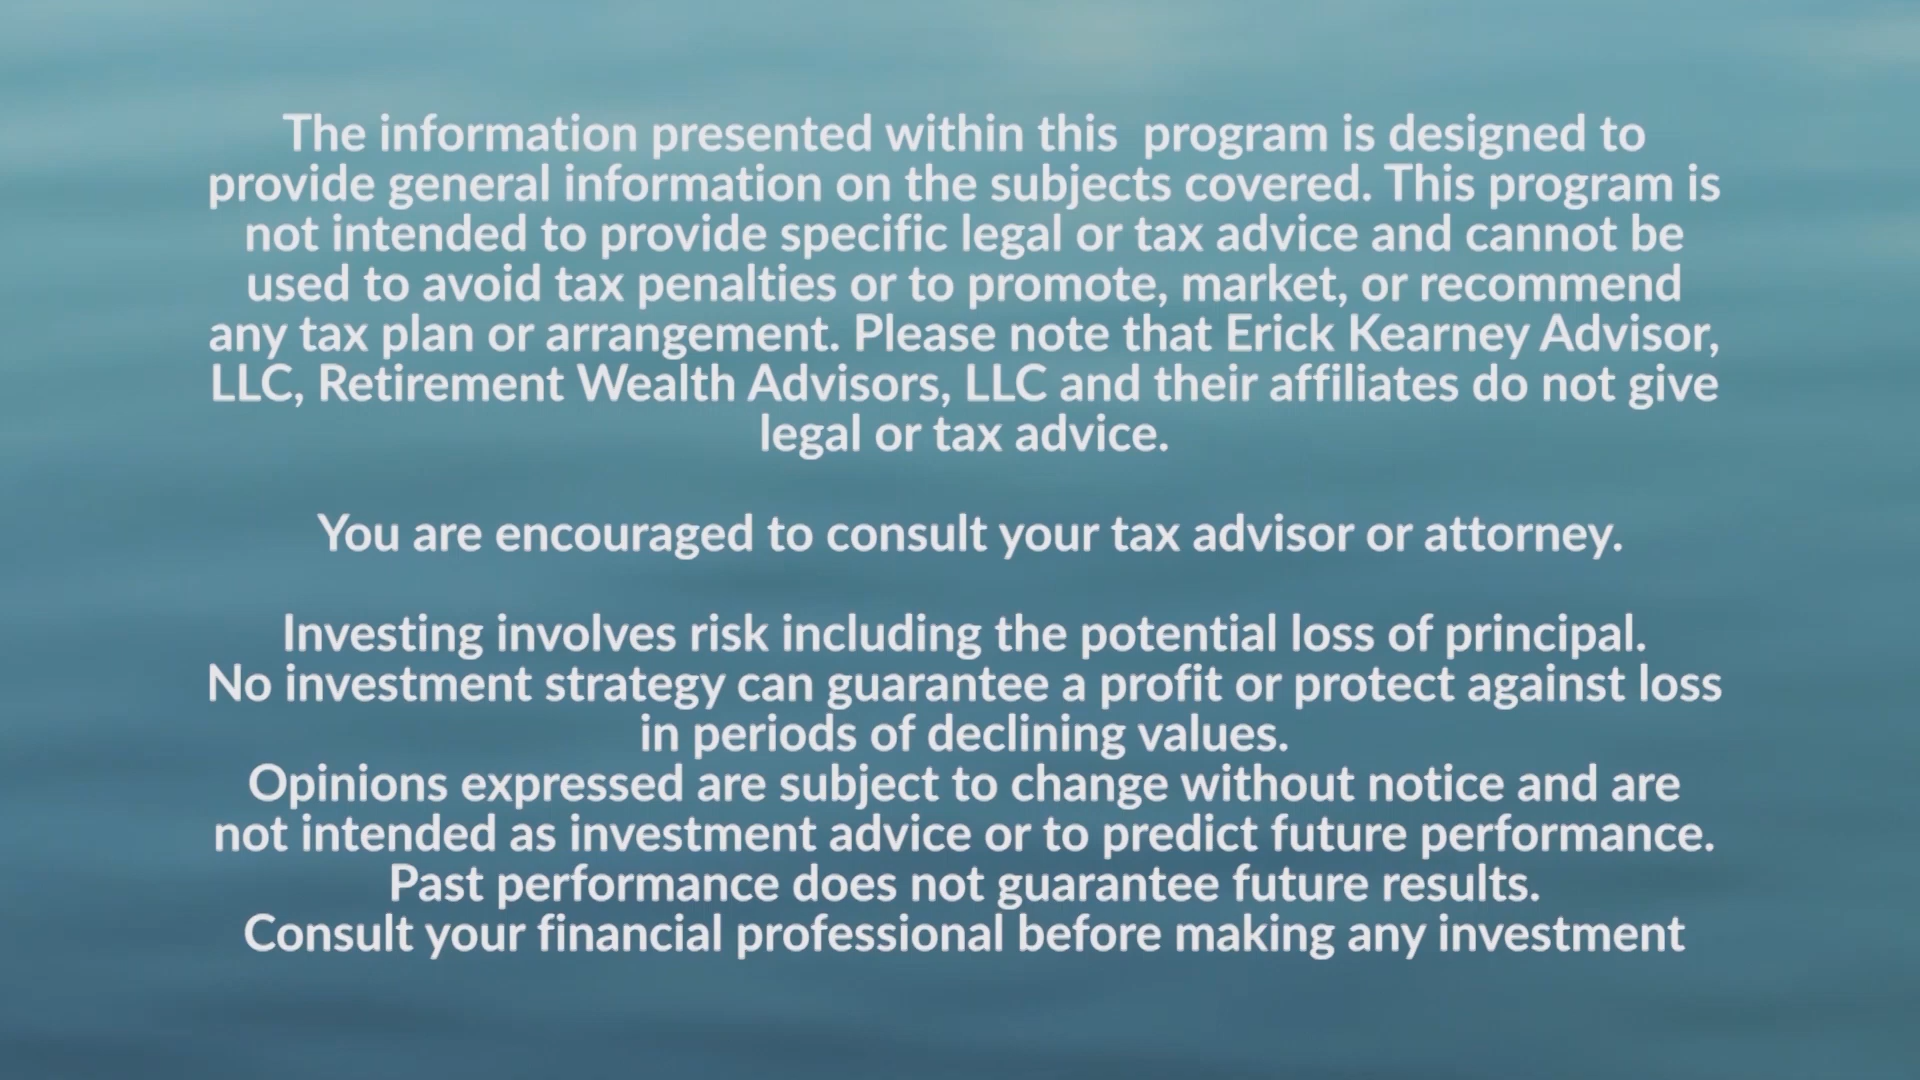 The information presented within this  program is designed to
provide general information on the subjects covered. This program is
not intended to provide specific legal or tax advice and cannot be
used to avoid tax penalties or to promote, market, or recommend
any tax plan or arrangement. Please note that Erick Kearney Advisor,
LLC, Retirement Wealth Advisors, LLC and their affiliates do not give
legal or tax advice.
You are encouraged to consult your tax advisor or attorney.
Investing involves risk including the potential loss of principal.
No investment strategy can guarantee a profit or protect against loss
in periods of declining values.
Opinions expressed are subject to change without notice and are
not intended as investment advice or to predict future performance.
Past performance does not guarantee future results.
Consult your financial professional before making any investment